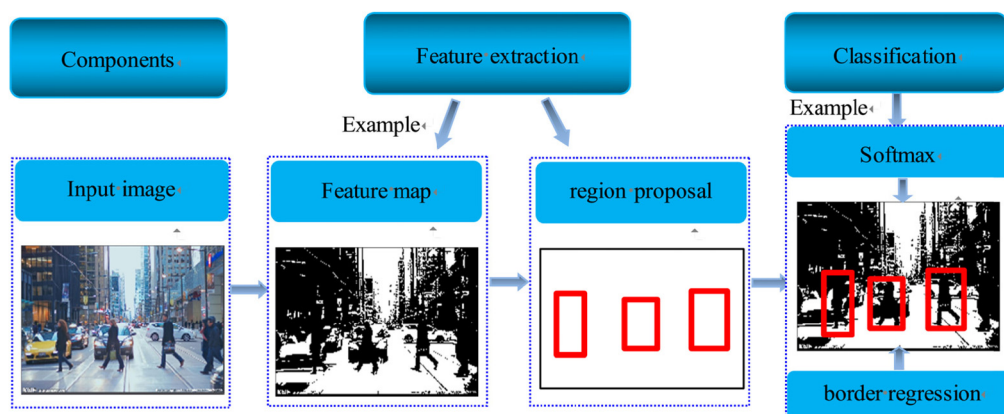 Components
Feature extraction
Classification
Example
Example
Input image
Feature map
region proposal
Softmax
border regression